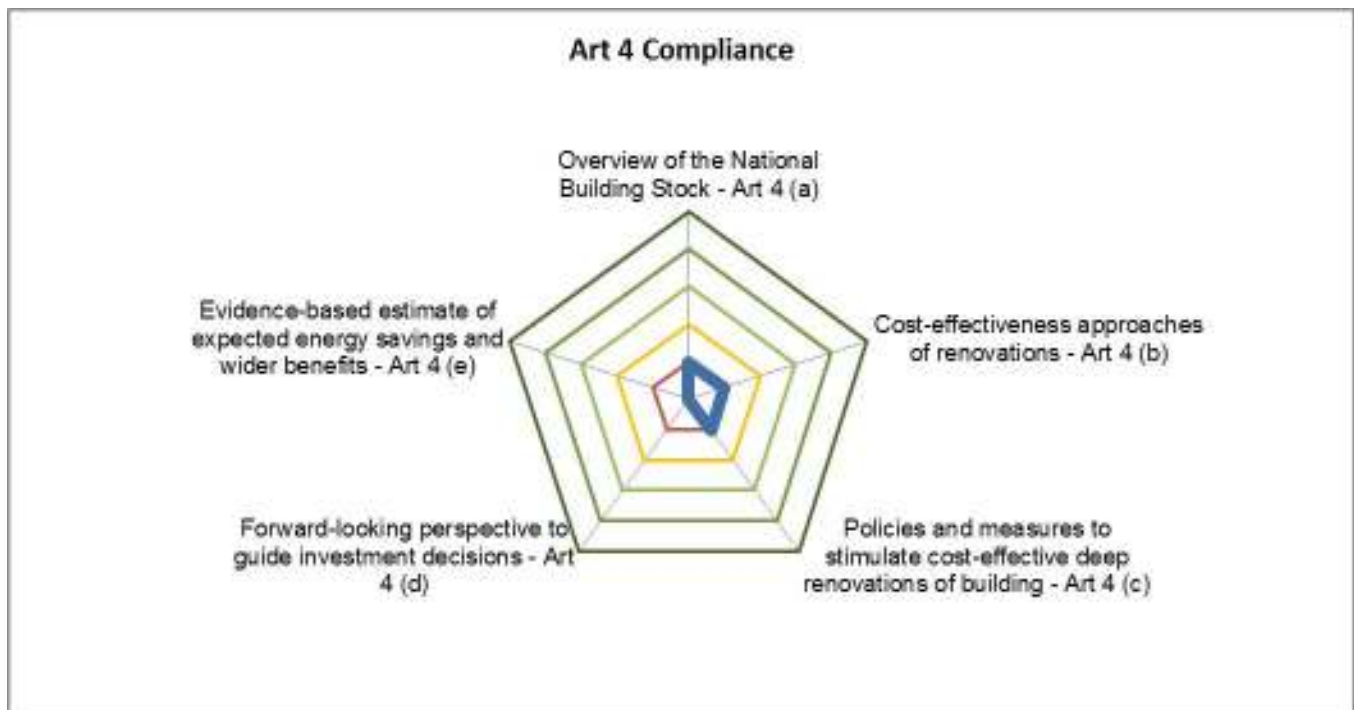 Art 4 Compliance
Overview of the National
Building Stock - Art 4 (a)
Cost-effectiveness approaches
of renovations - Art 4 (b)
Policies and measures to
stimulate cost-effective deep
renovations of building - Art 4 (c)
Forward-looking perspective to
guide investment decisions - Art
4 (d)
Evidence-based estimate of
expected energy savings and
wider benefits - Art 4 (e)